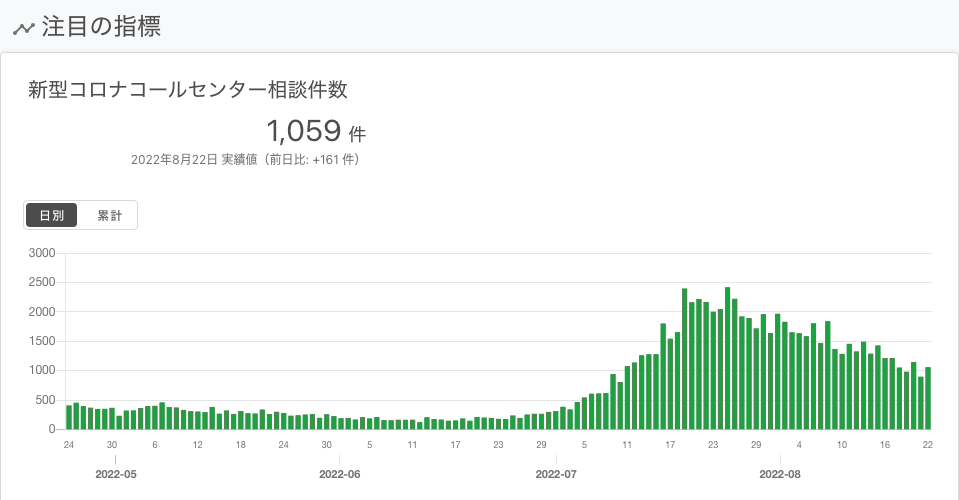 注目の指標
新型コロナコールセンター相談件数
1,059 件
2022年8月22日 実績値（前日比: +161 件）
日別 累計
3000
2500
2000
1500
1000
500
0
24 30 6 12 18 24 30 5 11 17 23 29 5 11 17 23 29 4 10 16 22
2022-05 2022-06 2022-07 2022-08